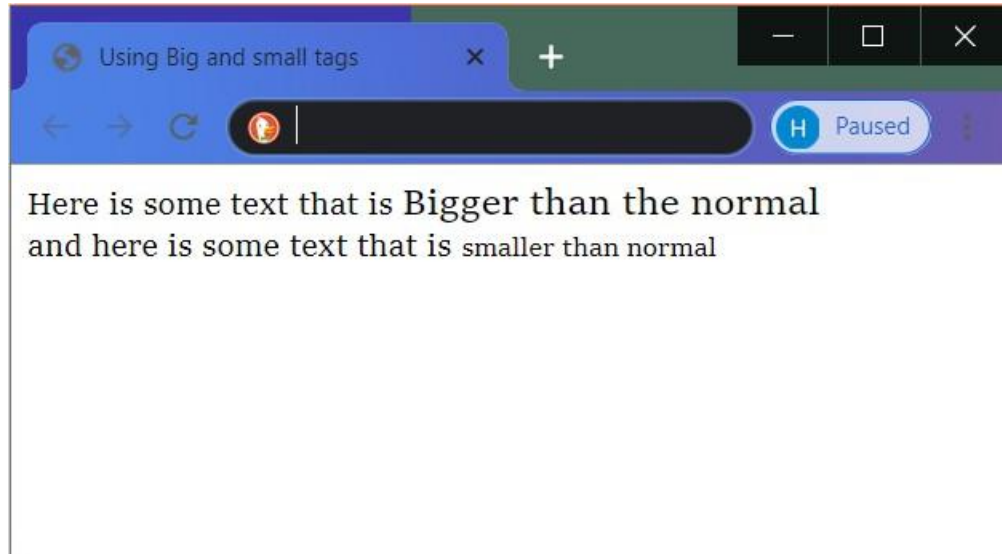 Using Big and small tags
H Paused
Here is some text that is Bigger than the normal
and here is some text that is smaller than normal